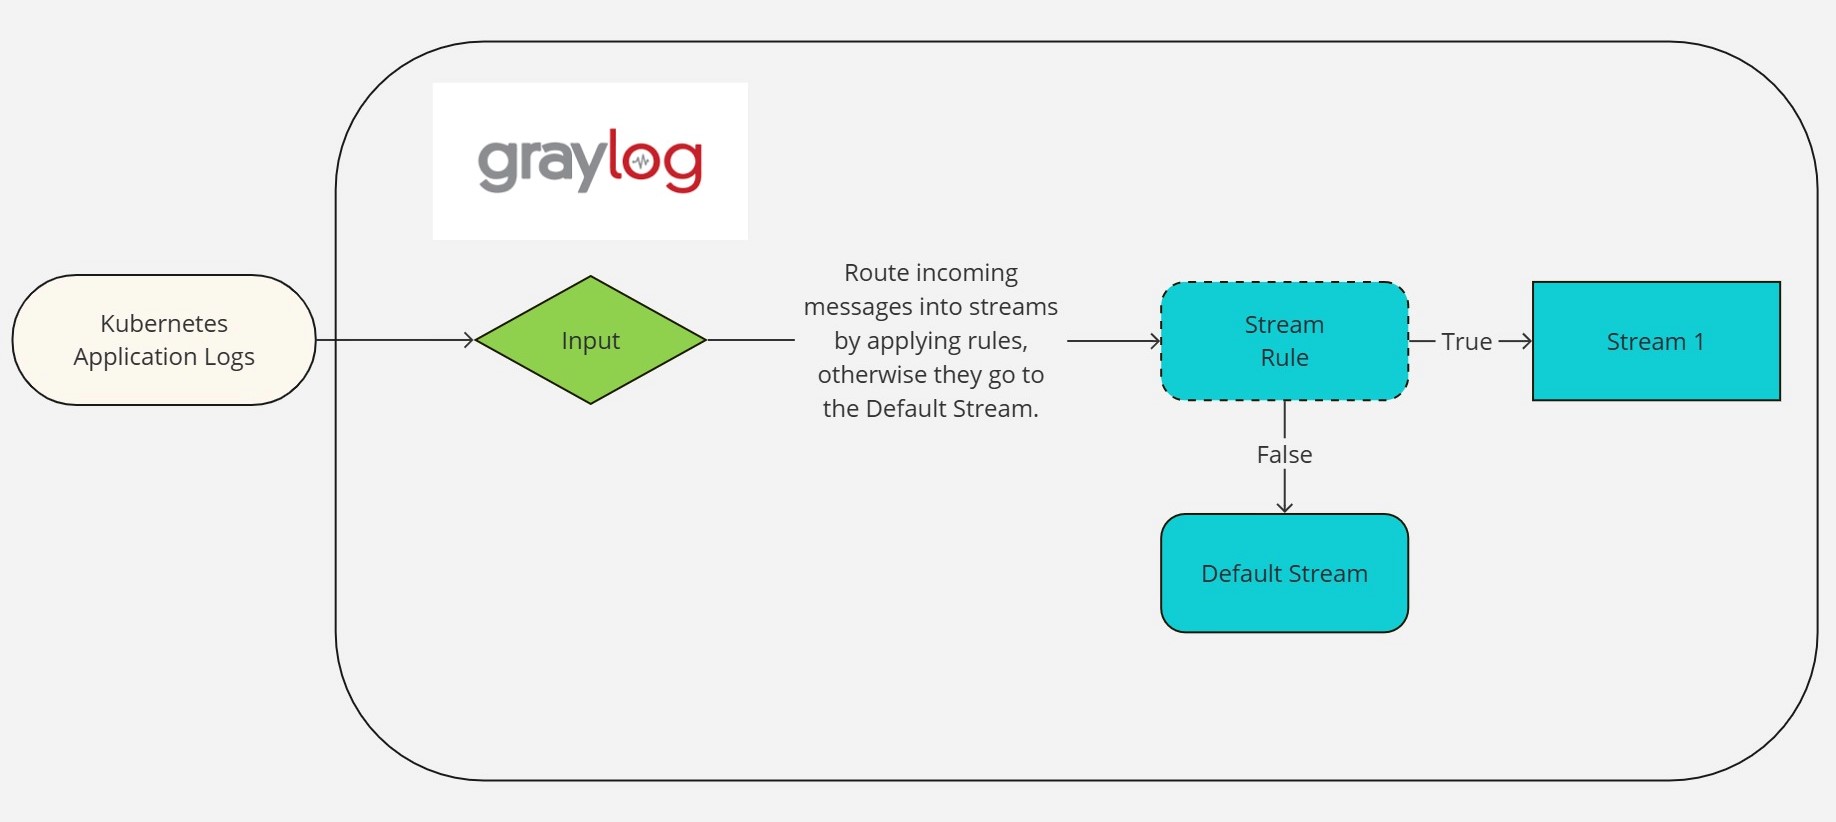 graylog
Kubernetes
Application Logs
Input
Route incoming
messages into streams
by applying rules,
otherwise they go to
the Default Stream.
Stream
Rule
True
Stream 1
False
Default Stream